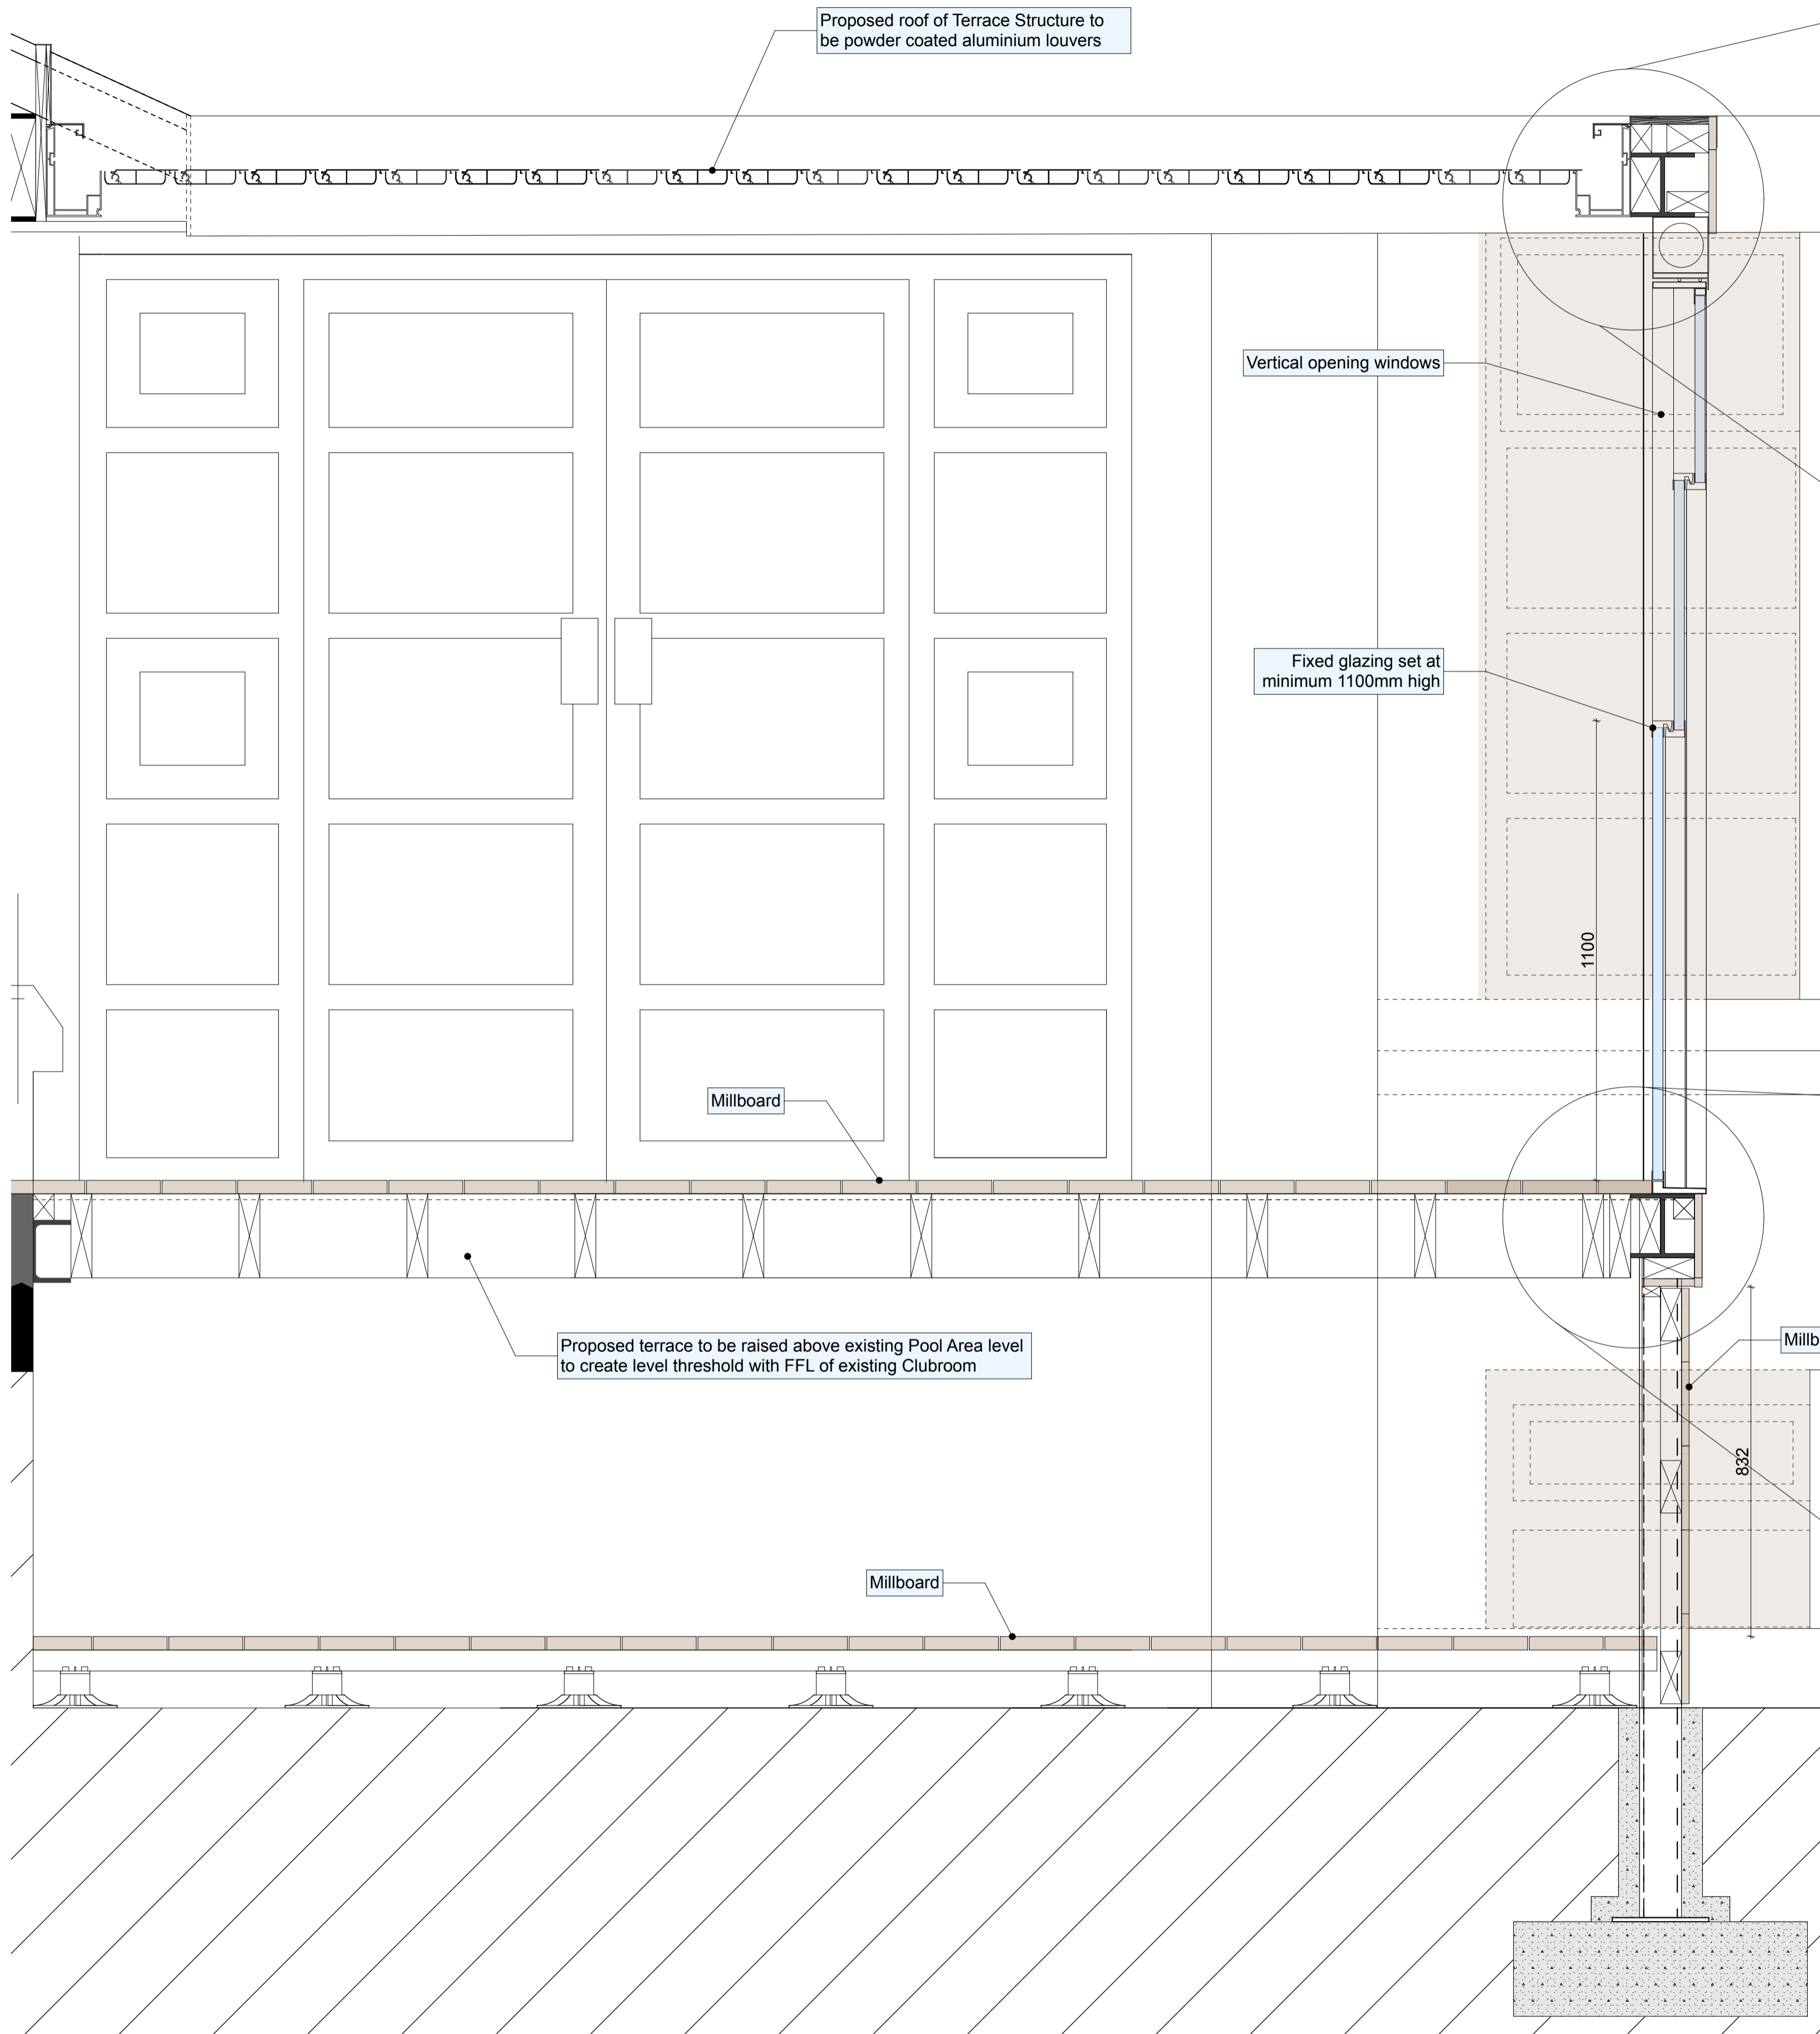 Proposed roof of Terrace Structure to
be powder coated aluminium louvers
Vertical opening windows
Fixed glazing set at
minimum 1100mm high
1100
Millboard
Proposed terrace to be raised above existing Pool Area level
to create level threshold with FFL of existing Clubroom
Millb
832
Millboard